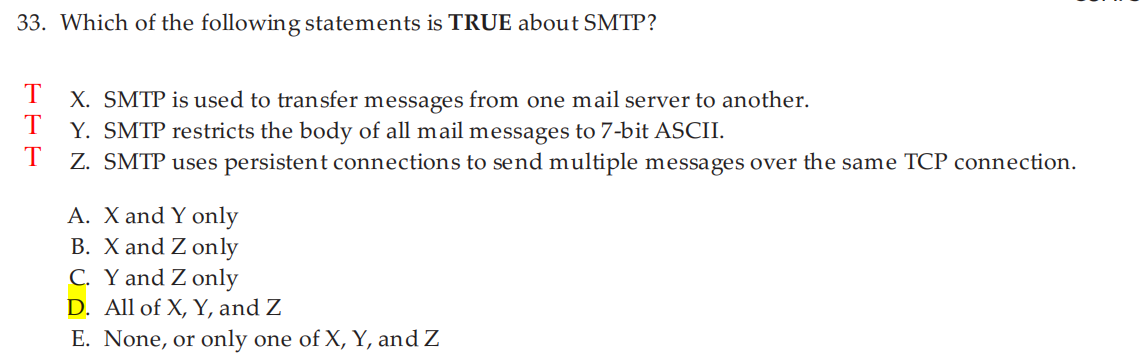 33. Which of the following statements is TRUE about SMTP?
T X. SMTP is used to transfer messages from one mail server to another.
T Y. SMTP restricts the body of all mail messages to 7-bit ASCII.
T Z. SMTP uses persistent connections to send multiple messages over the same TCP connection.
A. X and Y only
B. X and Z only
C. Y and Z only
D. All of X, Y, and Z
E. None, or only one of X, Y, and Z